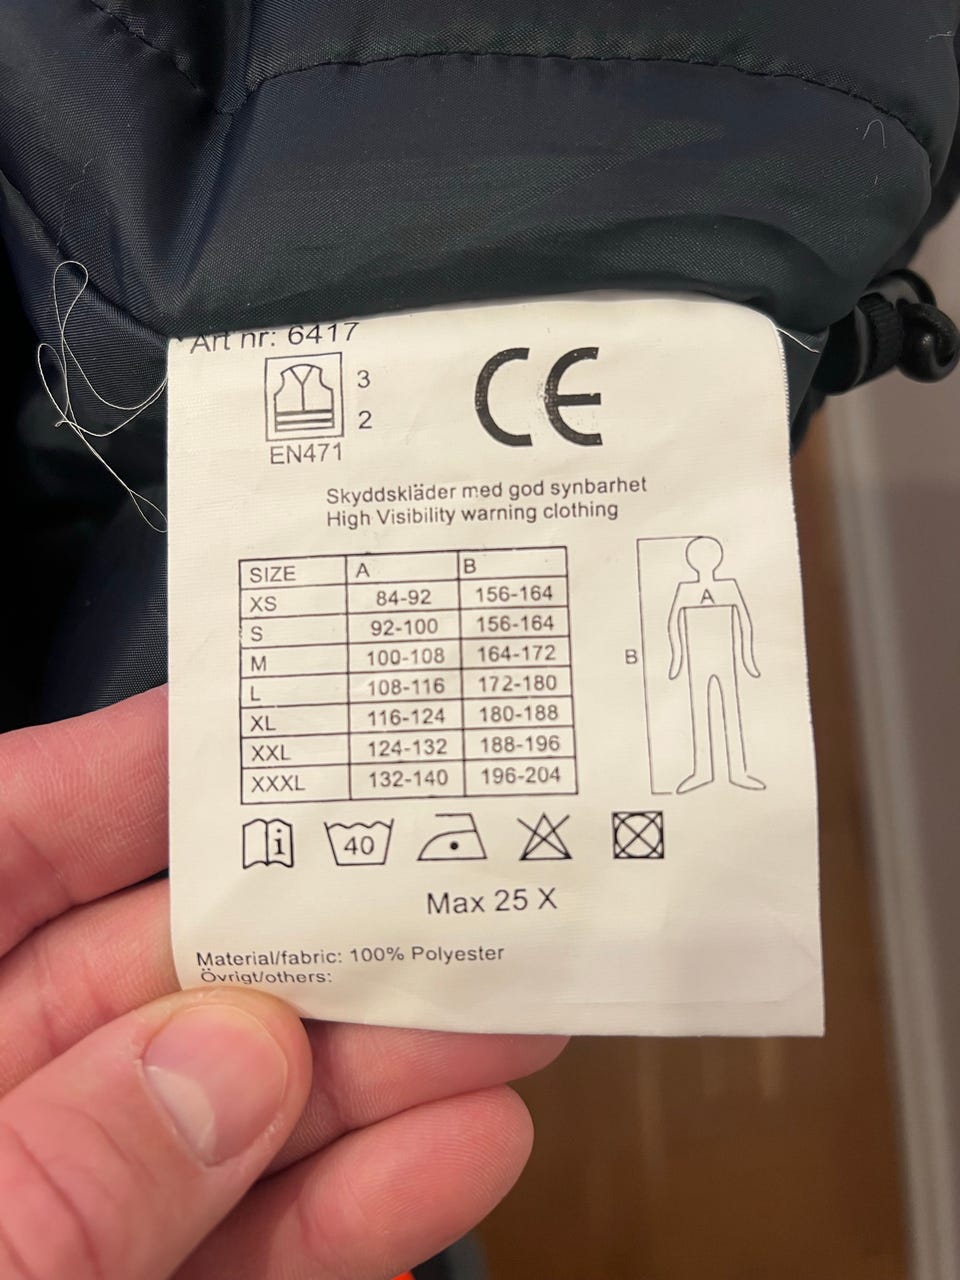 Art nr: 6417
3
2
EN471
CE
Skyddskläder med god synbarhet
High Visibility warning clothing
SIZE A B
XS 84-92 156-164
S 92-100 156-164
M 100-108 164-172
L 108-116 172-180
XL 116-124 180-188
XXL 124-132 188-196
XXXL 132-140 196-204
A
B
i 40
Max 25 X
Material/fabric: 100% Polyester
Övrigt/others: